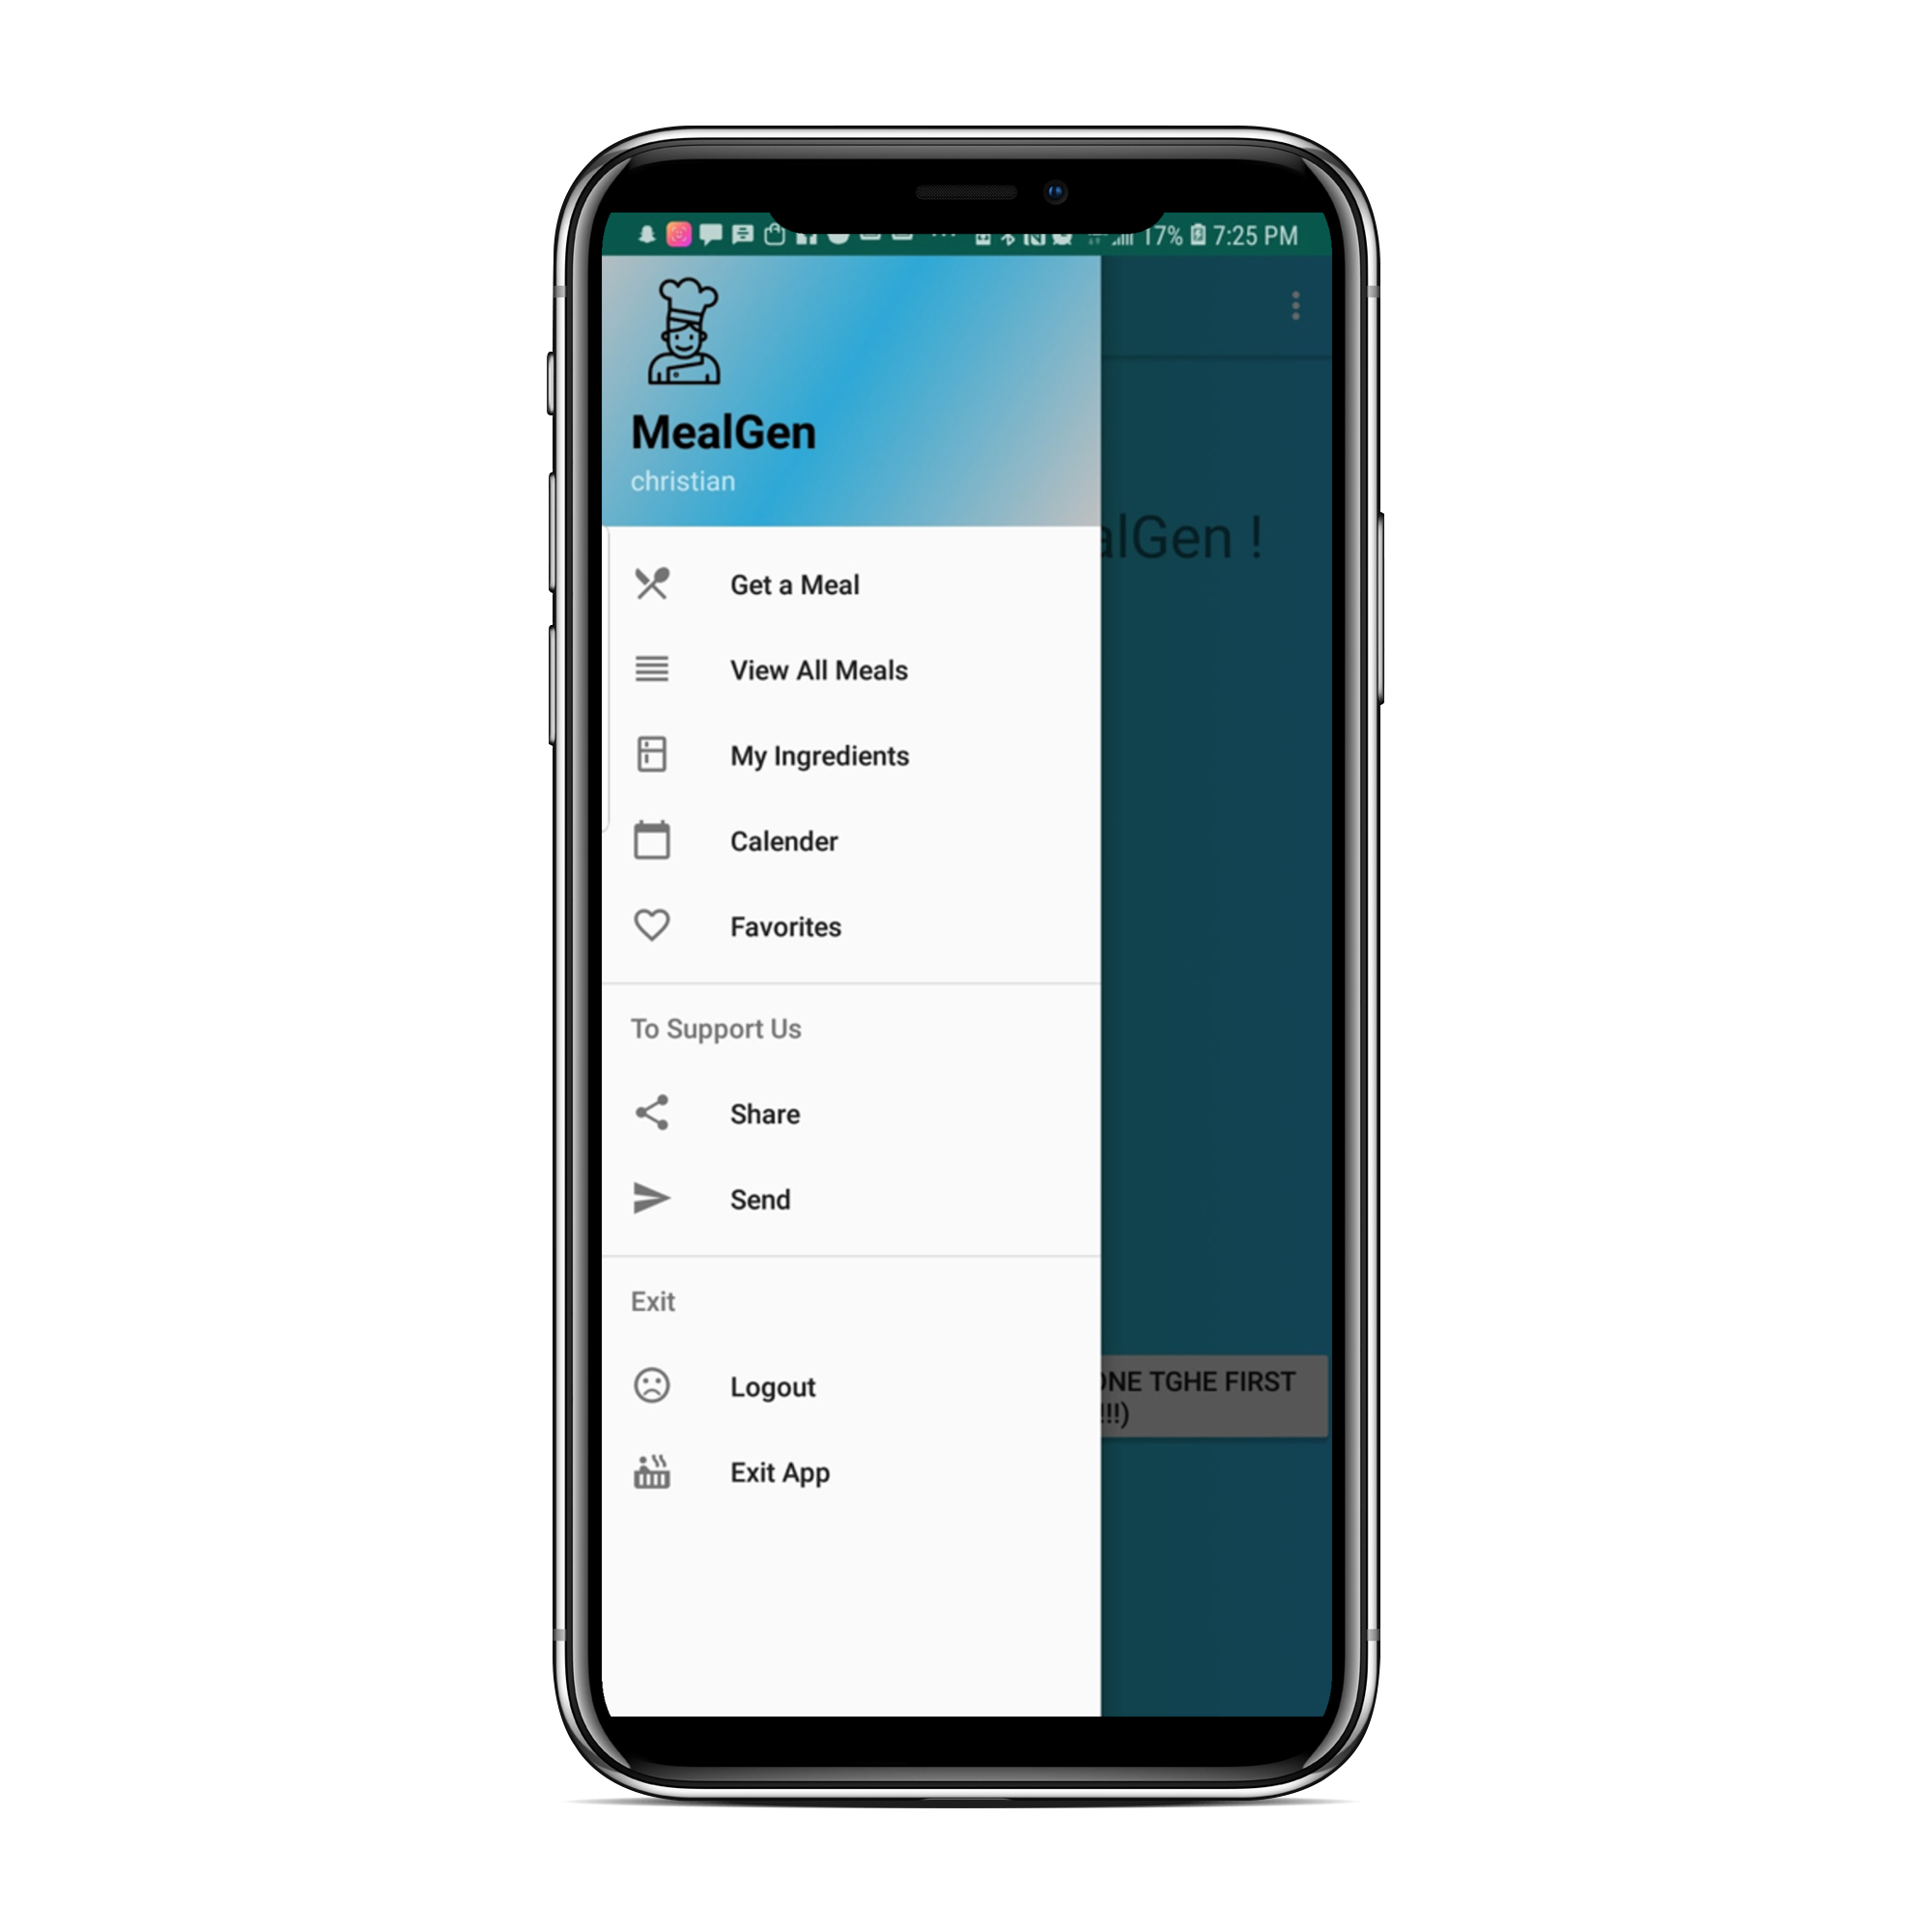 17% 7:25 PM
MealGen
christian
alGen !
Get a Meal
View All Meals
My Ingredients
Calender
Favorites
To Support Us
Share
Send
Exit
Logout
Exit App
ONE TGHE FIRST
!!!)